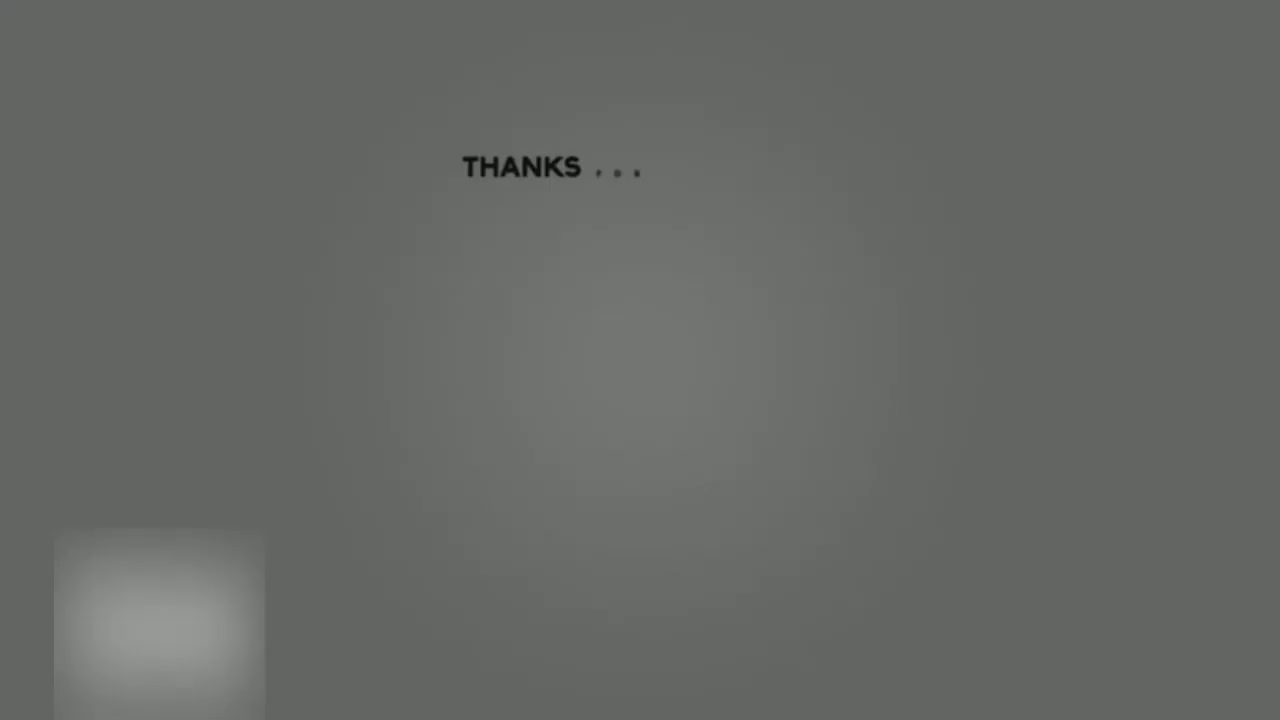 THANKS . . .